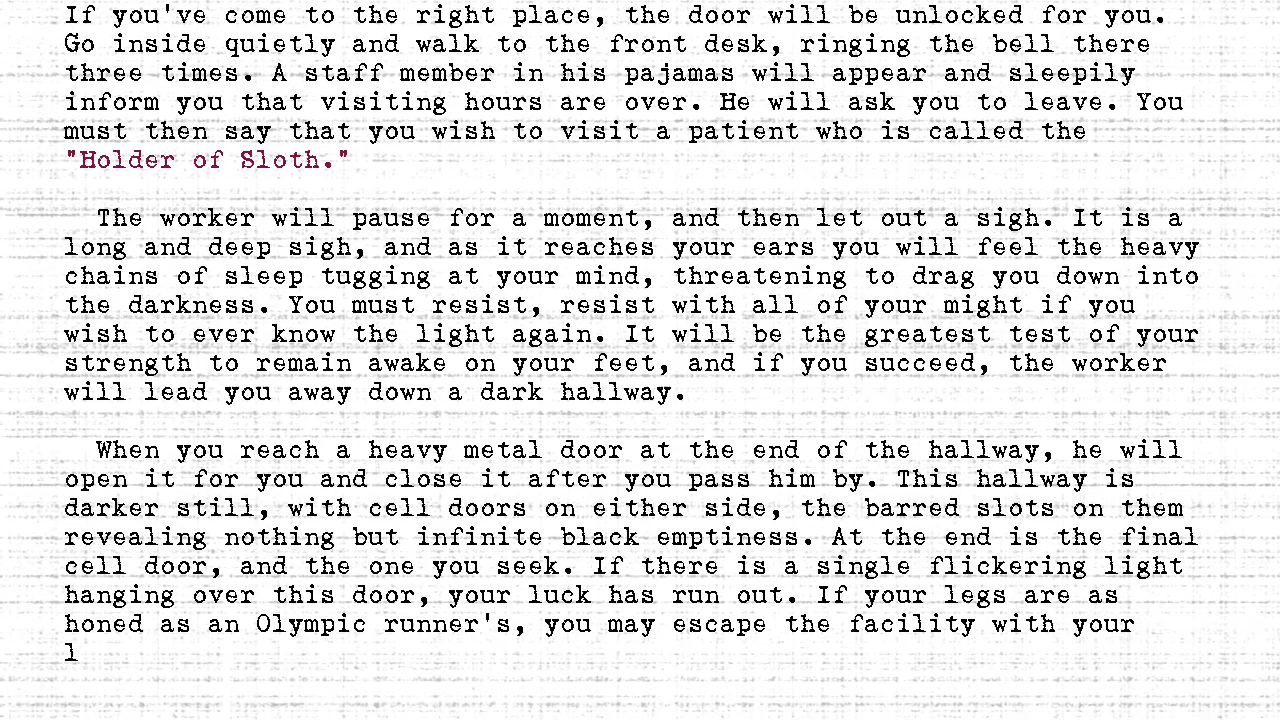 If you've come to the right place, the door will be unlocked for you.
Go inside quietly and walk to the front desk, ringing the bell there
three times. A staff member in his pajamas will appear and sleepily
inform you that visiting hours are over. He will ask you to leave. You
must then say that you wish to visit a patient who is called the
"Holder of Sloth."
The worker will pause for a moment, and then let out a sigh. It is a
long and deep sigh, and as it reaches your ears you will feel the heavy
chains of sleep tugging at your mind, threatening to drag you down into
the darkness. You must resist, resist with all of your might if you
wish to ever know the light again. It will be the greatest test of your
strength to remain awake on your feet, and if you succeed, the worker
will lead you away down a dark hallway.
When you reach a heavy metal door at the end of the hallway, he will
open it for you and close it after you pass him by. This hallway is
darker still, with cell doors on either side, the barred slots on them
revealing nothing but infinite black emptiness. At the end is the final
cell door, and the one you seek. If there is a single flickering light
hanging over this door, your luck has run out. If your legs are as
honed as an Olympic runner's, you may escape the facility with your
l